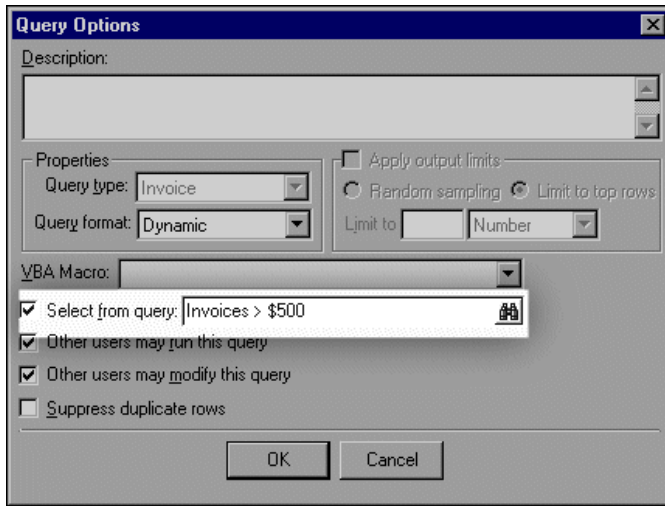 Query Options
Description:
Properties
Query type: Invoice
Query format: Dynamic
Apply output limits
Random sampling Limit to top rows
Limit to Number
VBA Macro:
Select from query: Invoices > $500
Other users may run this query
Other users may modify this query
Suppress duplicate rows
OK Cancel